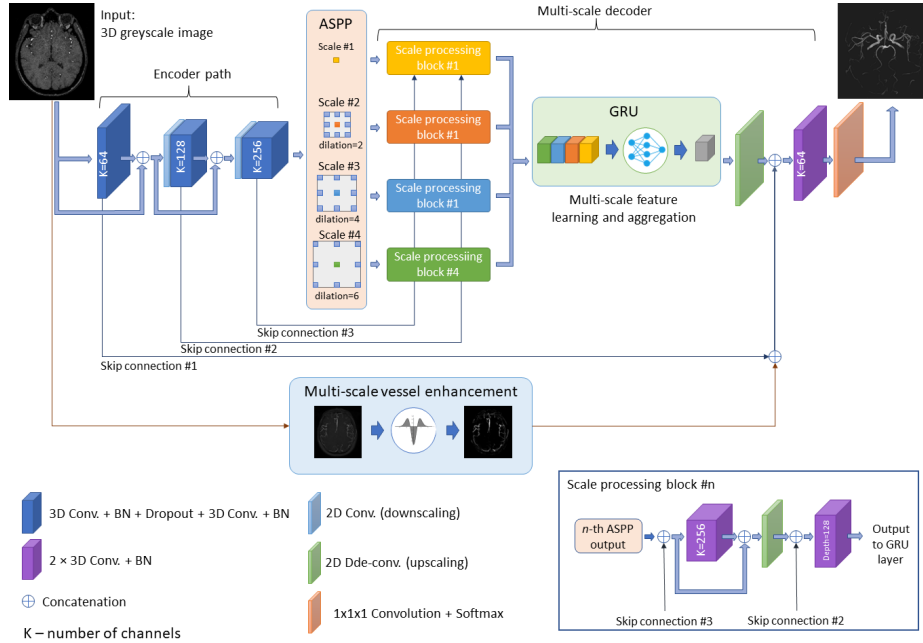 Input:
3D greyscale image
Encoder path
K=64
K=128
K=256
ASPP
Scale #1
Scale #2
dilation=2
Scale #3
dilation=4
Scale #4
dilation=6
Multi-scale decoder
Scale processing
block #1
Scale processiing
block #1
Scale processiing
block #1
Scale processiing
block #4
GRU
Multi-scale feature
learning and aggregation
K=64
Skip connection #3
Skip connection #2
Skip connection #1
Multi-scale vessel enhancement
3D Conv. + BN + Dropout + 3D Conv. + BN
2 × 3D Conv. + BN
Concatenation
K – number of channels
2D Conv. (downscaling)
2D Dde-conv. (upscaling)
1x1x1 Convolution + Softmax
Scale processing block #n
n-th ASPP
output
K=256
Depth=128
Output
to GRU
layer
Skip connection #3
Skip connection #2